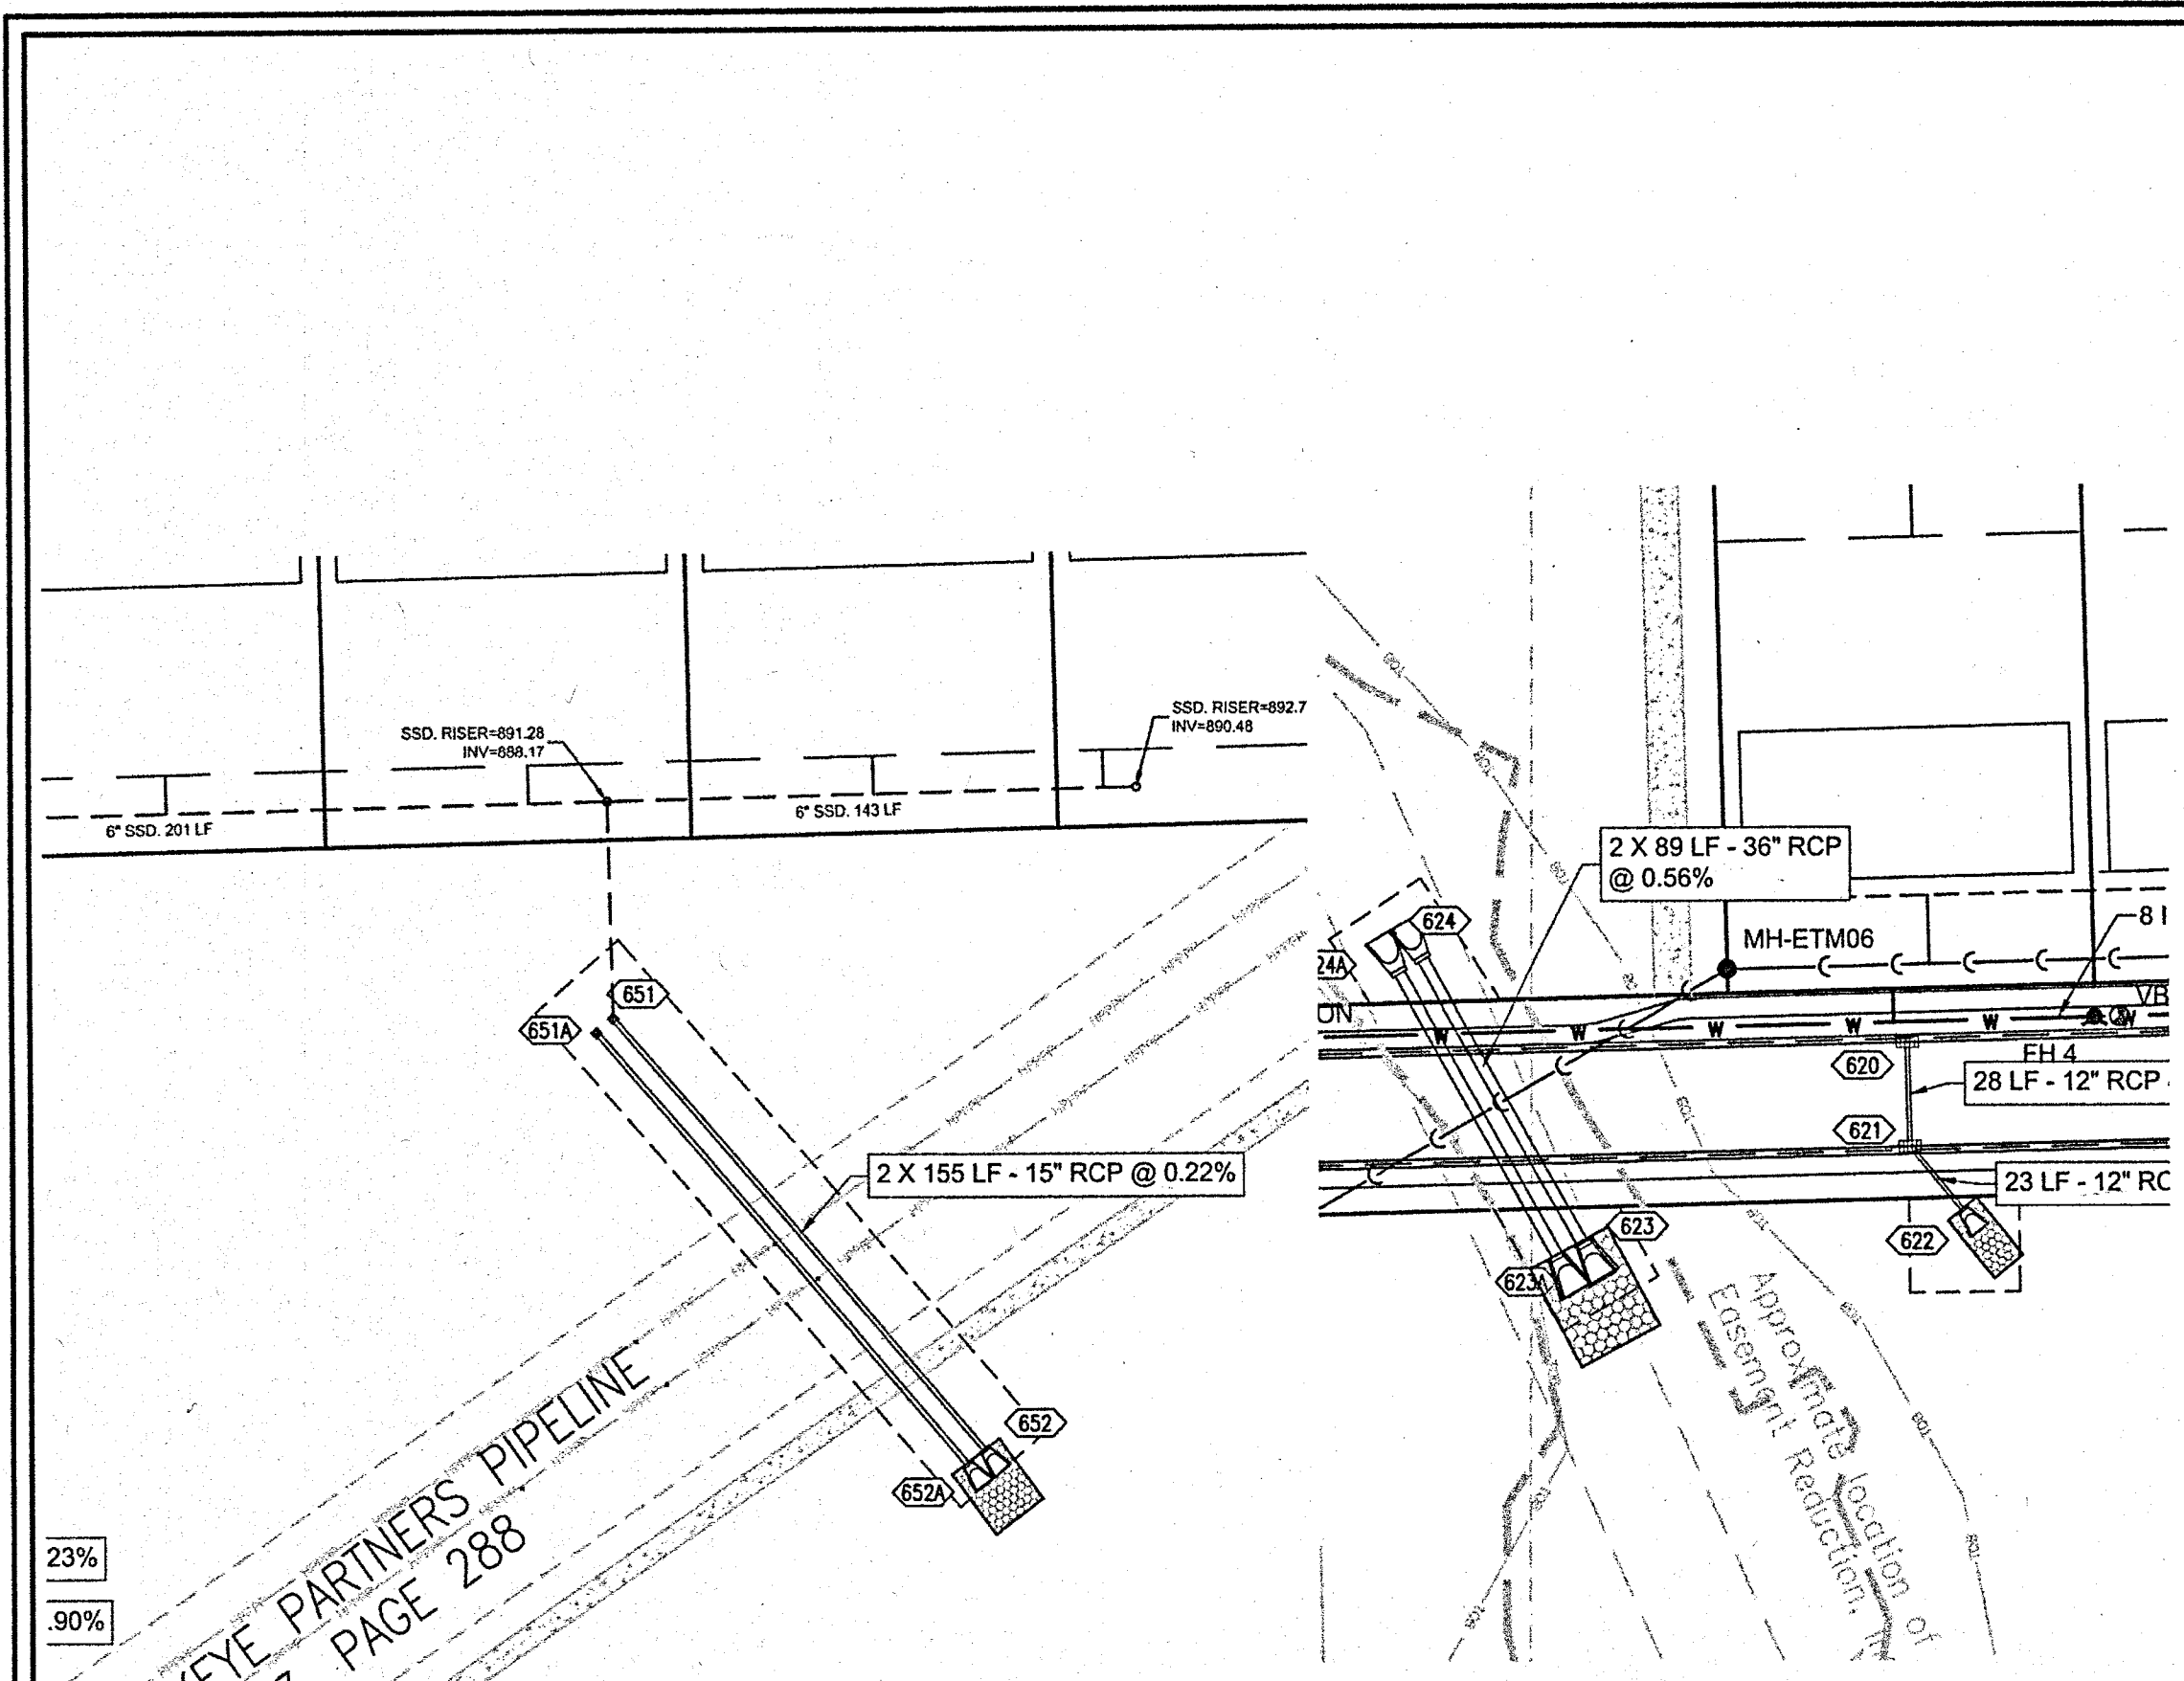 SSD. RISER=891.28
INV=888.17
SSD. RISER=892.7
INV=890.48
6" SSD. 201 LF
6" SSD. 143 LF
651
651A
2 X 155 LF - 15" RCP @ 0.22%
652
652A
PARTNERS PIPELINE
PAGE 288
23%
.90%
2 X 89 LF - 36" RCP
@ 0.56%
624
24A
MH-ETM06
8
VB
ON
W
W
W
W
W
W
FH 4
620
28 LF - 12" RCP
621
23 LF - 12" RC
622
623
623A
Approximate location of
Easement Reduction,